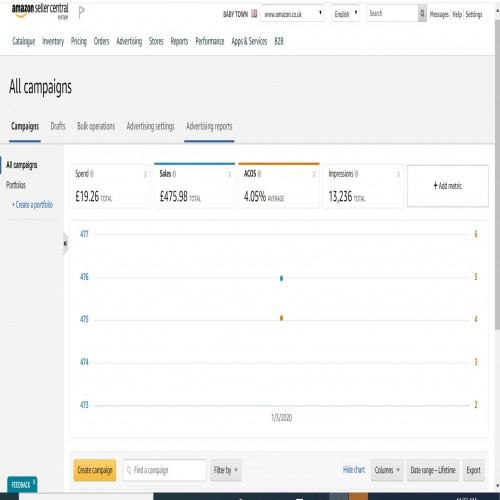 amazon seller central
europe
BABY TOWN
www.amazon.co.uk
English
Search
Messages | Help | Settings
Catalogue Inventory Pricing Orders Advertising Stores Reports Performance Apps & Services B2B
All campaigns
Campaigns Drafts Bulk operations Advertising settings Advertising reports
All campaigns
Portfolios
+ Create a portfolio
Spend x
£19.26 TOTAL
Sales x
£475.98 TOTAL
ACOS x
4.05% AVERAGE
Impressions x
13,236 TOTAL
+ Add metric
477 6
476 5
475 4
474 3
473 2
1/5/2020
Create campaign
Find a campaign
Filter by
Hide chart
Columns
Date range – Lifetime
Export
FEEDBACK x